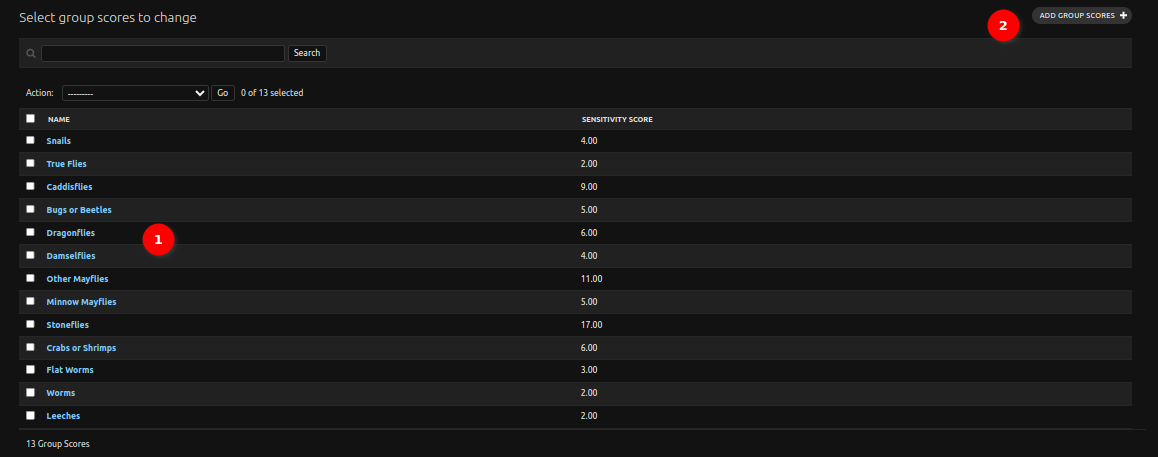 Select group scores to change
2
ADD GROUP SCORES +
Search
Action: --------- Go 0 of 13 selected
NAME SENSITIVITY SCORE
Snails 4.00
True Flies 2.00
Caddisflies 9.00
Bugs or Beetles 5.00
Dragonflies 6.00
1
Damselflies 4.00
Other Mayflies 11.00
Minnow Mayflies 5.00
Stoneflies 17.00
Crabs or Shrimps 6.00
Flat Worms 3.00
Worms 2.00
Leeches 2.00
13 Group Scores